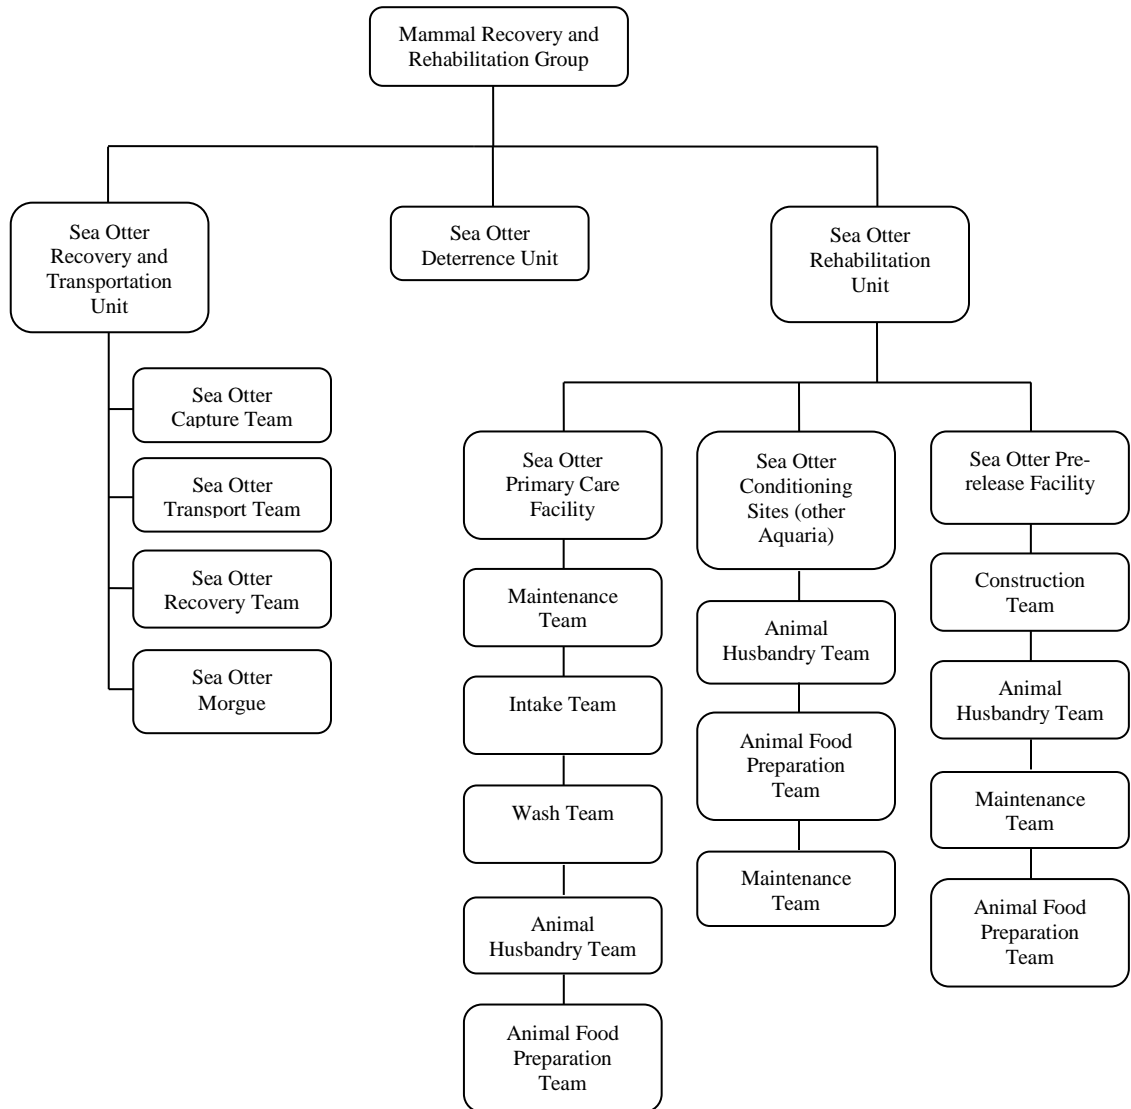 Mammal Recovery and
Rehabilitation Group
Sea Otter
Recovery and
Transportation
Unit
Sea Otter
Deterrence Unit
Sea Otter
Rehabilitation
Unit
Sea Otter
Capture Team
Sea Otter
Transport Team
Sea Otter
Recovery Team
Sea Otter
Morgue
Sea Otter
Primary Care
Facility
Maintenance
Team
Intake Team
Wash Team
Animal
Husbandry Team
Animal Food
Preparation
Team
Sea Otter
Conditioning
Sites (other
Aquaria)
Animal
Husbandry Team
Animal Food
Preparation
Team
Maintenance
Team
Sea Otter Pre-
release Facility
Construction
Team
Animal
Husbandry Team
Maintenance
Team
Animal Food
Preparation
Team